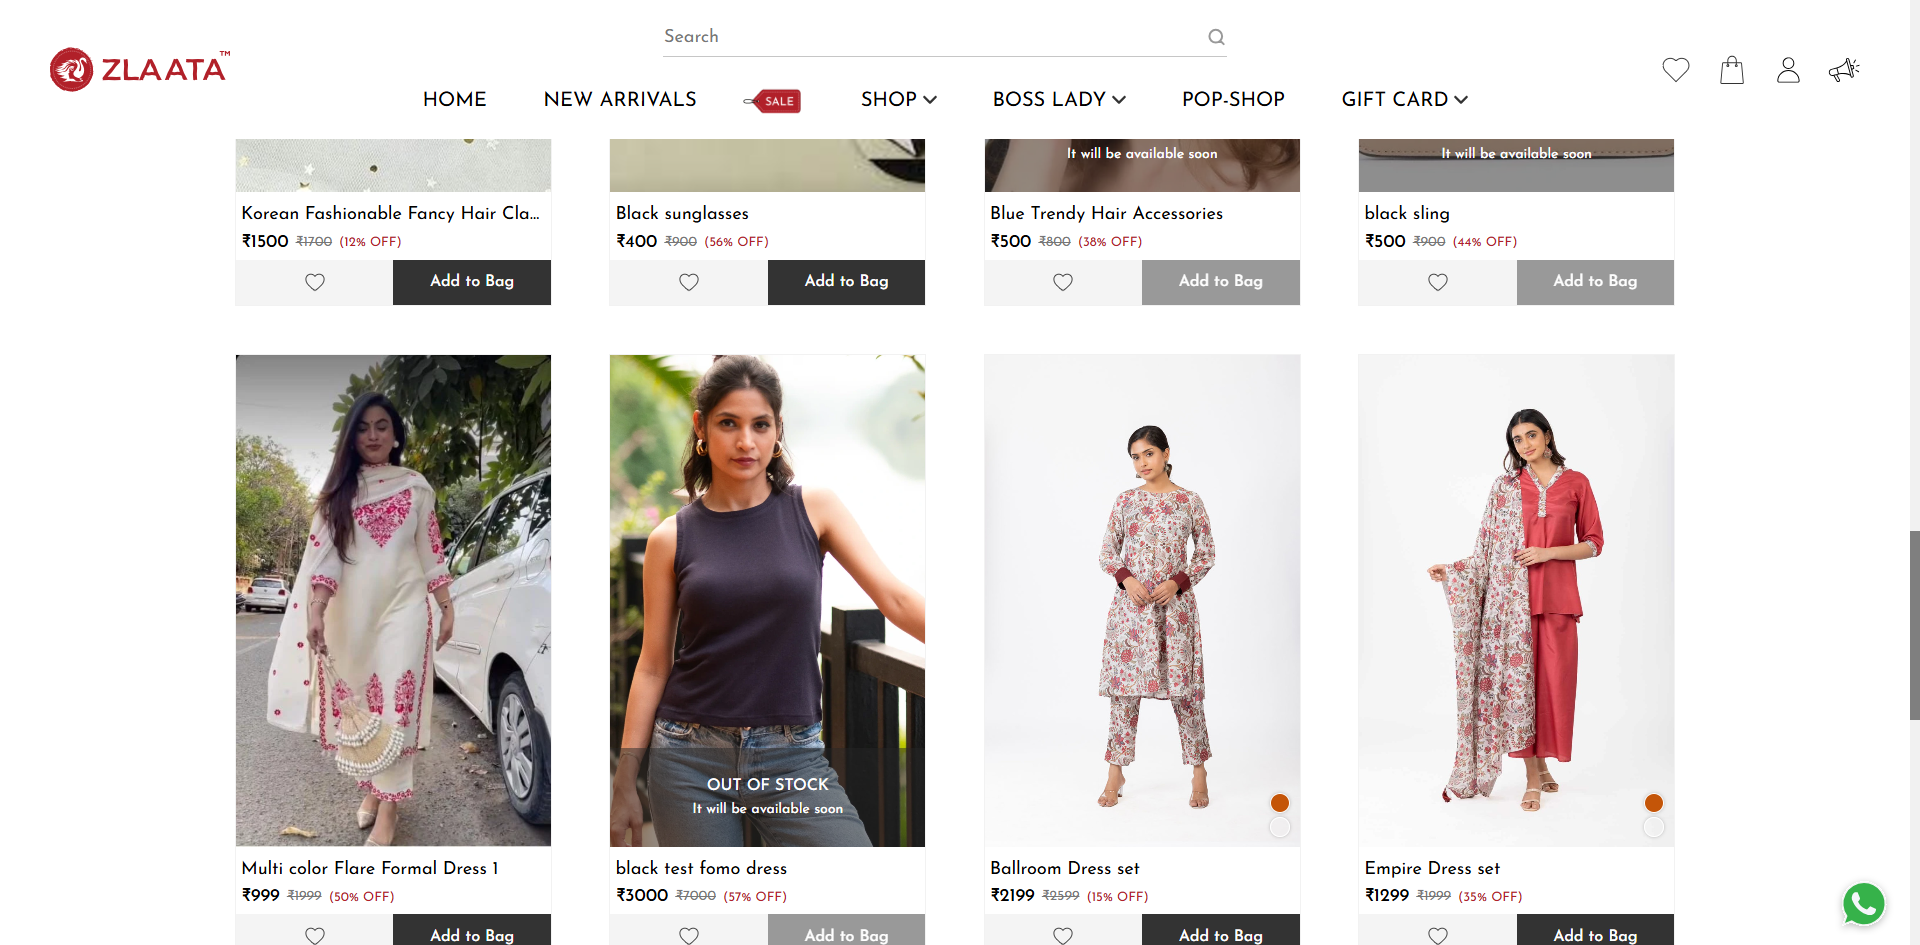 Search
ZLAATA™
HOME
NEW ARRIVALS
SALE
SHOP
BOSS LADY
POP-SHOP
GIFT CARD
It will be available soon
It will be available soon
Korean Fashionable Fancy Hair Cla...
Black sunglasses
Blue Trendy Hair Accessories
black sling
₹1500 ₹1700 (12% OFF)
₹400 ₹900 (56% OFF)
₹500 ₹800 (38% OFF)
₹500 ₹900 (44% OFF)
Add to Bag
Add to Bag
Add to Bag
Add to Bag
OUT OF STOCK
It will be available soon
Multi color Flare Formal Dress 1
black test fomo dress
Ballroom Dress set
Empire Dress set
₹999 ₹1999 (50% OFF)
₹3000 ₹7000 (57% OFF)
₹2199 ₹2599 (15% OFF)
₹1299 ₹1999 (35% OFF)
Add to Bag
Add to Bag
Add to Bag
Add to Bag